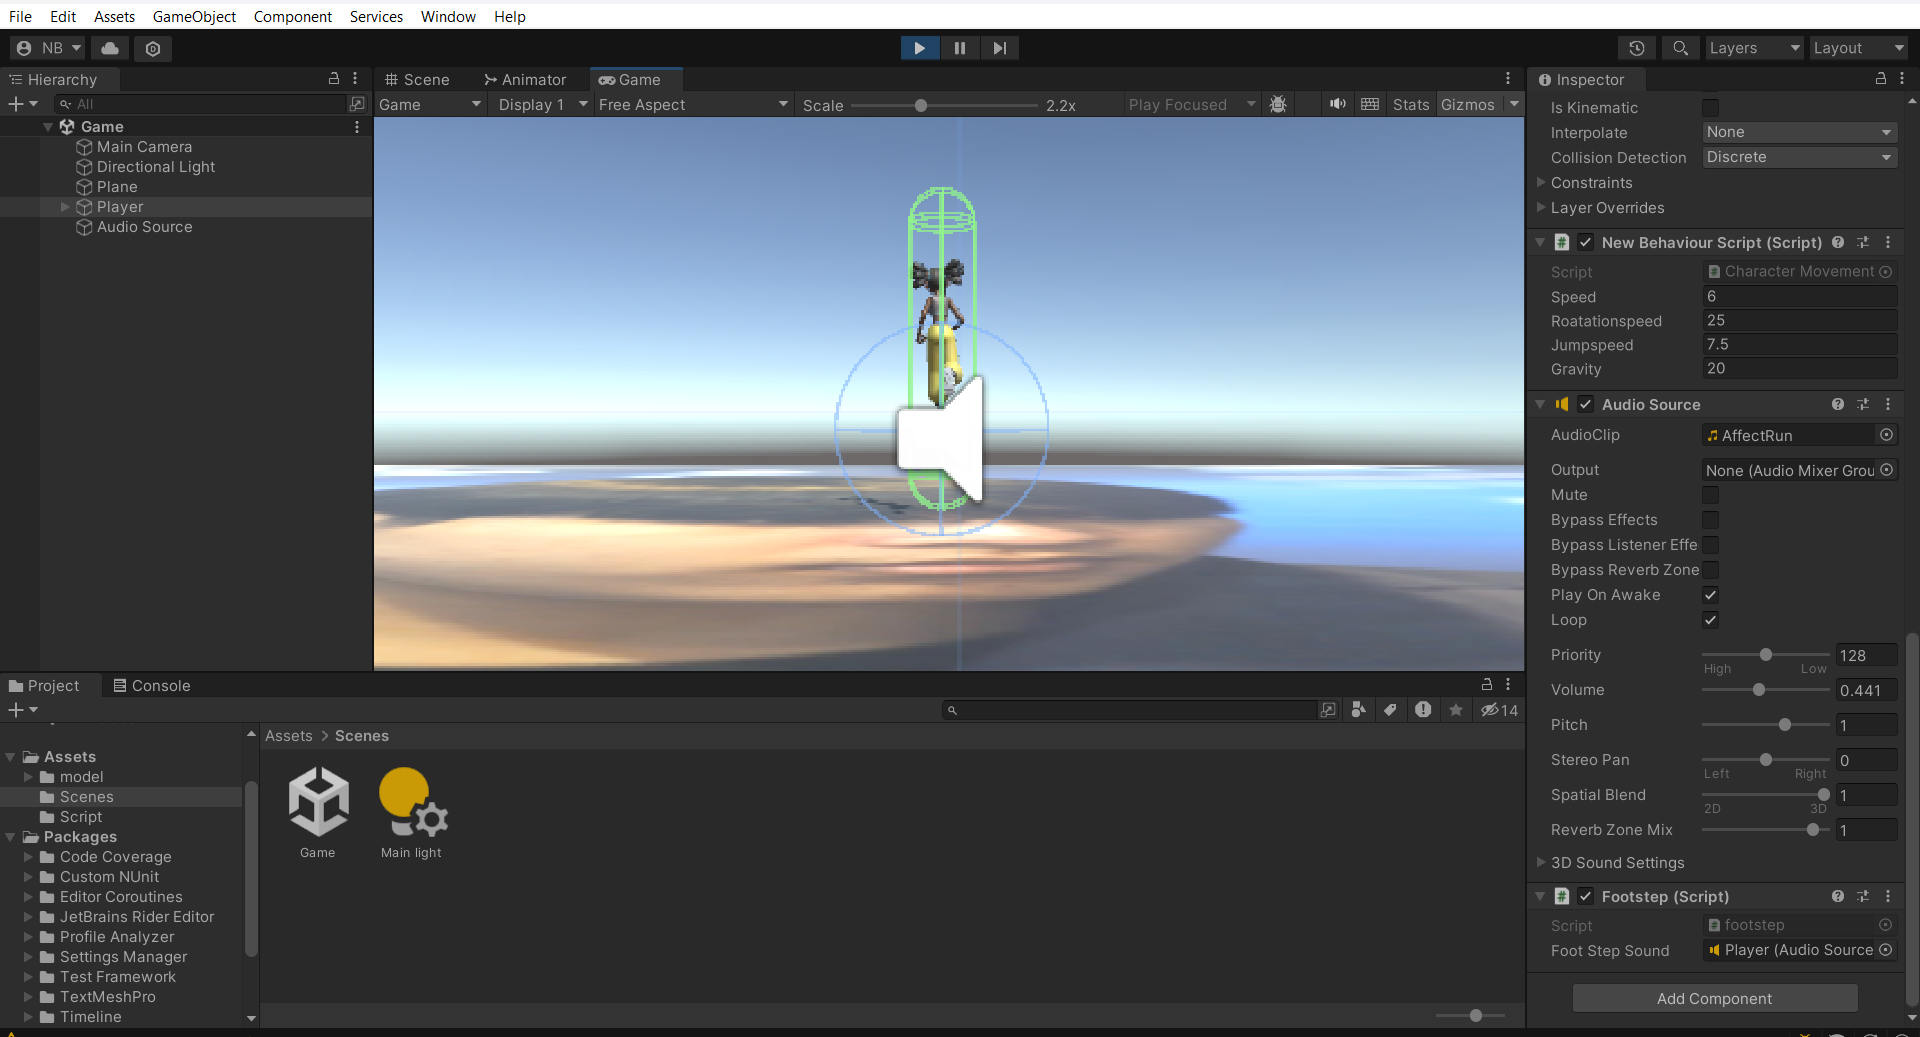 File Edit Assets GameObject Component Services Window Help
NB
Layers
Layout
Hierarchy
All
Game
Main Camera
Directional Light
Plane
Player
Audio Source
Scene
Animator
Game
Game
Display 1
Free Aspect
Scale
2.2x
Play Focused
Stats
Gizmos
Inspector
Is Kinematic
Interpolate None
Collision Detection Discrete
Constraints
Layer Overrides
New Behaviour Script (Script)
Script Character Movement
Speed 6
Roatationspeed 25
Jumpspeed 7.5
Gravity 20
Audio Source
AudioClip AffectRun
Output None (Audio Mixer Grou
Mute
Bypass Effects
Bypass Listener Effe
Bypass Reverb Zone
Play On Awake
Loop
Priority 128
High Low
Volume 0.441
Pitch 1
Stereo Pan 0
Left Right
Spatial Blend 1
2D 3D
Reverb Zone Mix 1
3D Sound Settings
Footstep (Script)
Script footstep
Foot Step Sound Player (Audio Source
Add Component
Project
Console
14
Assets
model
Scenes
Script
Packages
Code Coverage
Custom NUnit
Editor Coroutines
JetBrains Rider Editor
Profile Analyzer
Settings Manager
Test Framework
TextMeshPro
Timeline
Assets > Scenes
Game
Main light